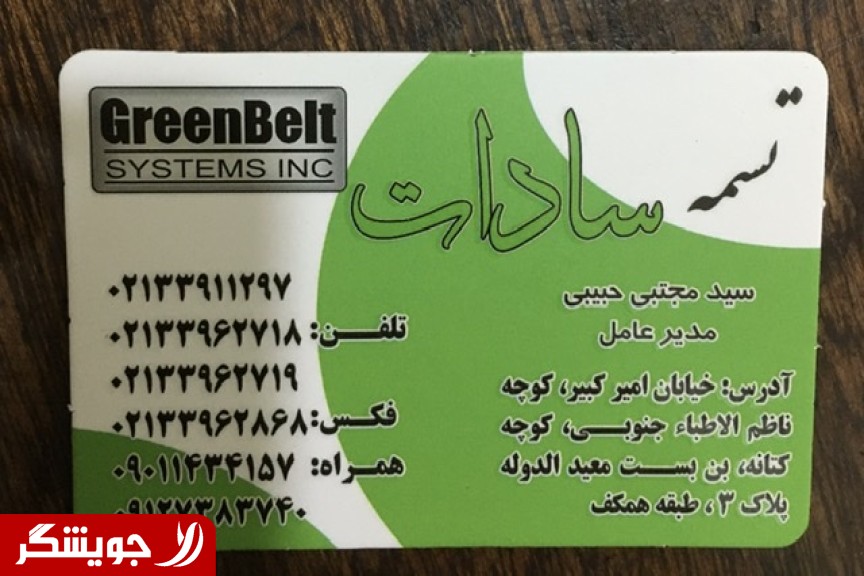 GreenBelt
SYSTEMS INC
تسمه
سادات
سید مجتبی حبیبی
مدیر عامل
آدرس: خیابان امیر کبیر، کوچه
ناظم الاطباء جنوبی، کوچه
کتانه، بن بست معید الدوله
پلاک ۳، طبقه همکف
۰۲۱۳۳۹۱۱۲۹۷
تلفن: ۰۲۱۳۳۹۶۲۷۱۸
۰۲۱۳۳۹۶۲۷۱۹
فکس: ۰۲۱۳۳۹۶۲۸۶۸
همراه: ۰۹۰۱۱۴۳۴۱۵۷
۰۹۱۲۷۳۸۳۷۴۰
جویشگر